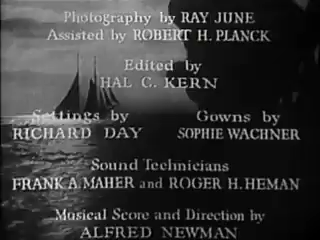 Photography by RAY JUNE
Assisted by ROBERT H. PLANCK
Edited by
HAL C. KERN
Settings by
RICHARD DAY
Gowns by
SOPHIE WACHNER
Sound Technicians
FRANK A. MAHER and ROGER H. HEMAN
Musical Score and Direction by
ALFRED NEWMAN